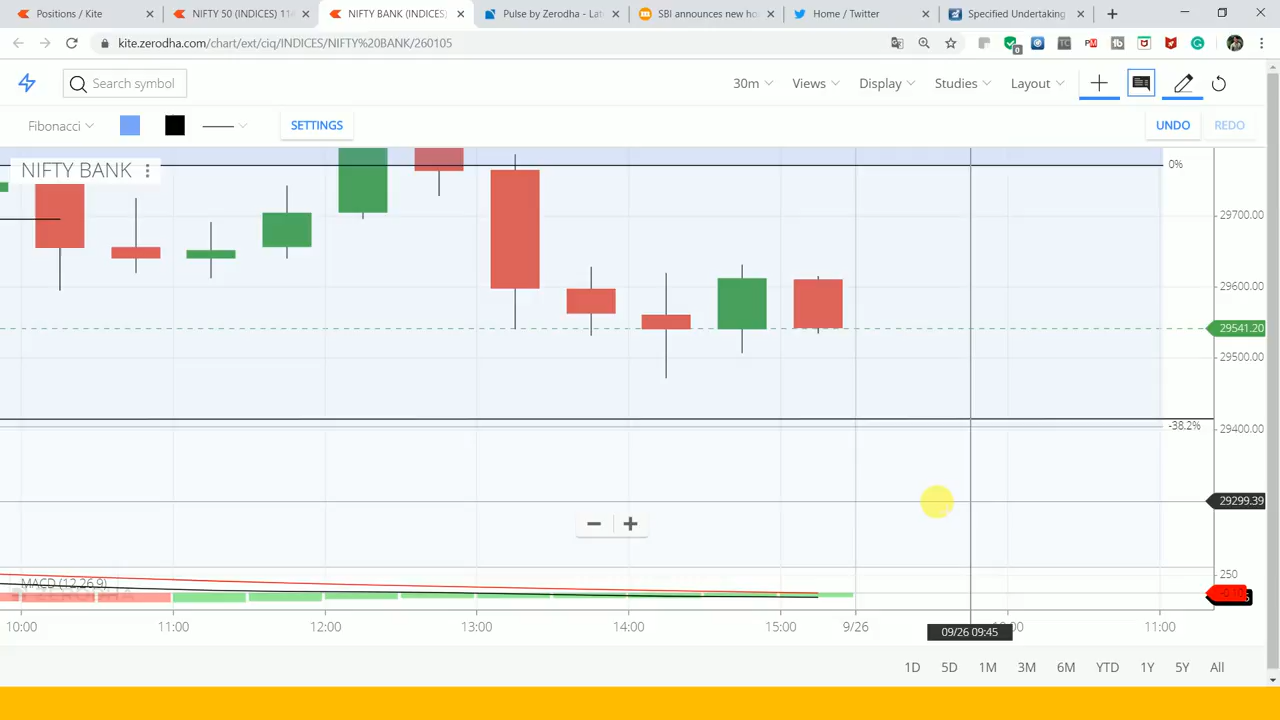 Positions / Kite
NIFTY 50 (INDICES) 11
NIFTY BANK (INDICES)
Pulse by Zerodha - Lat
SBI announces new ho
Home / Twitter
Specified Undertaking
kite.zerodha.com/chart/ext/ciq/INDICES/NIFTY%20BANK/260105
Search symbol
30m
Views
Display
Studies
Layout
Fibonacci
SETTINGS
UNDO
REDO
NIFTY BANK
0%
29700.00
29600.00
29541.20
29500.00
-38.2%
29400.00
29299.39
MACD (12,26,9)
250
-0.10
10:00
11:00
12:00
13:00
14:00
15:00
9/26
09/26 09:45
11:00
1D
5D
1M
3M
6M
YTD
1Y
5Y
All